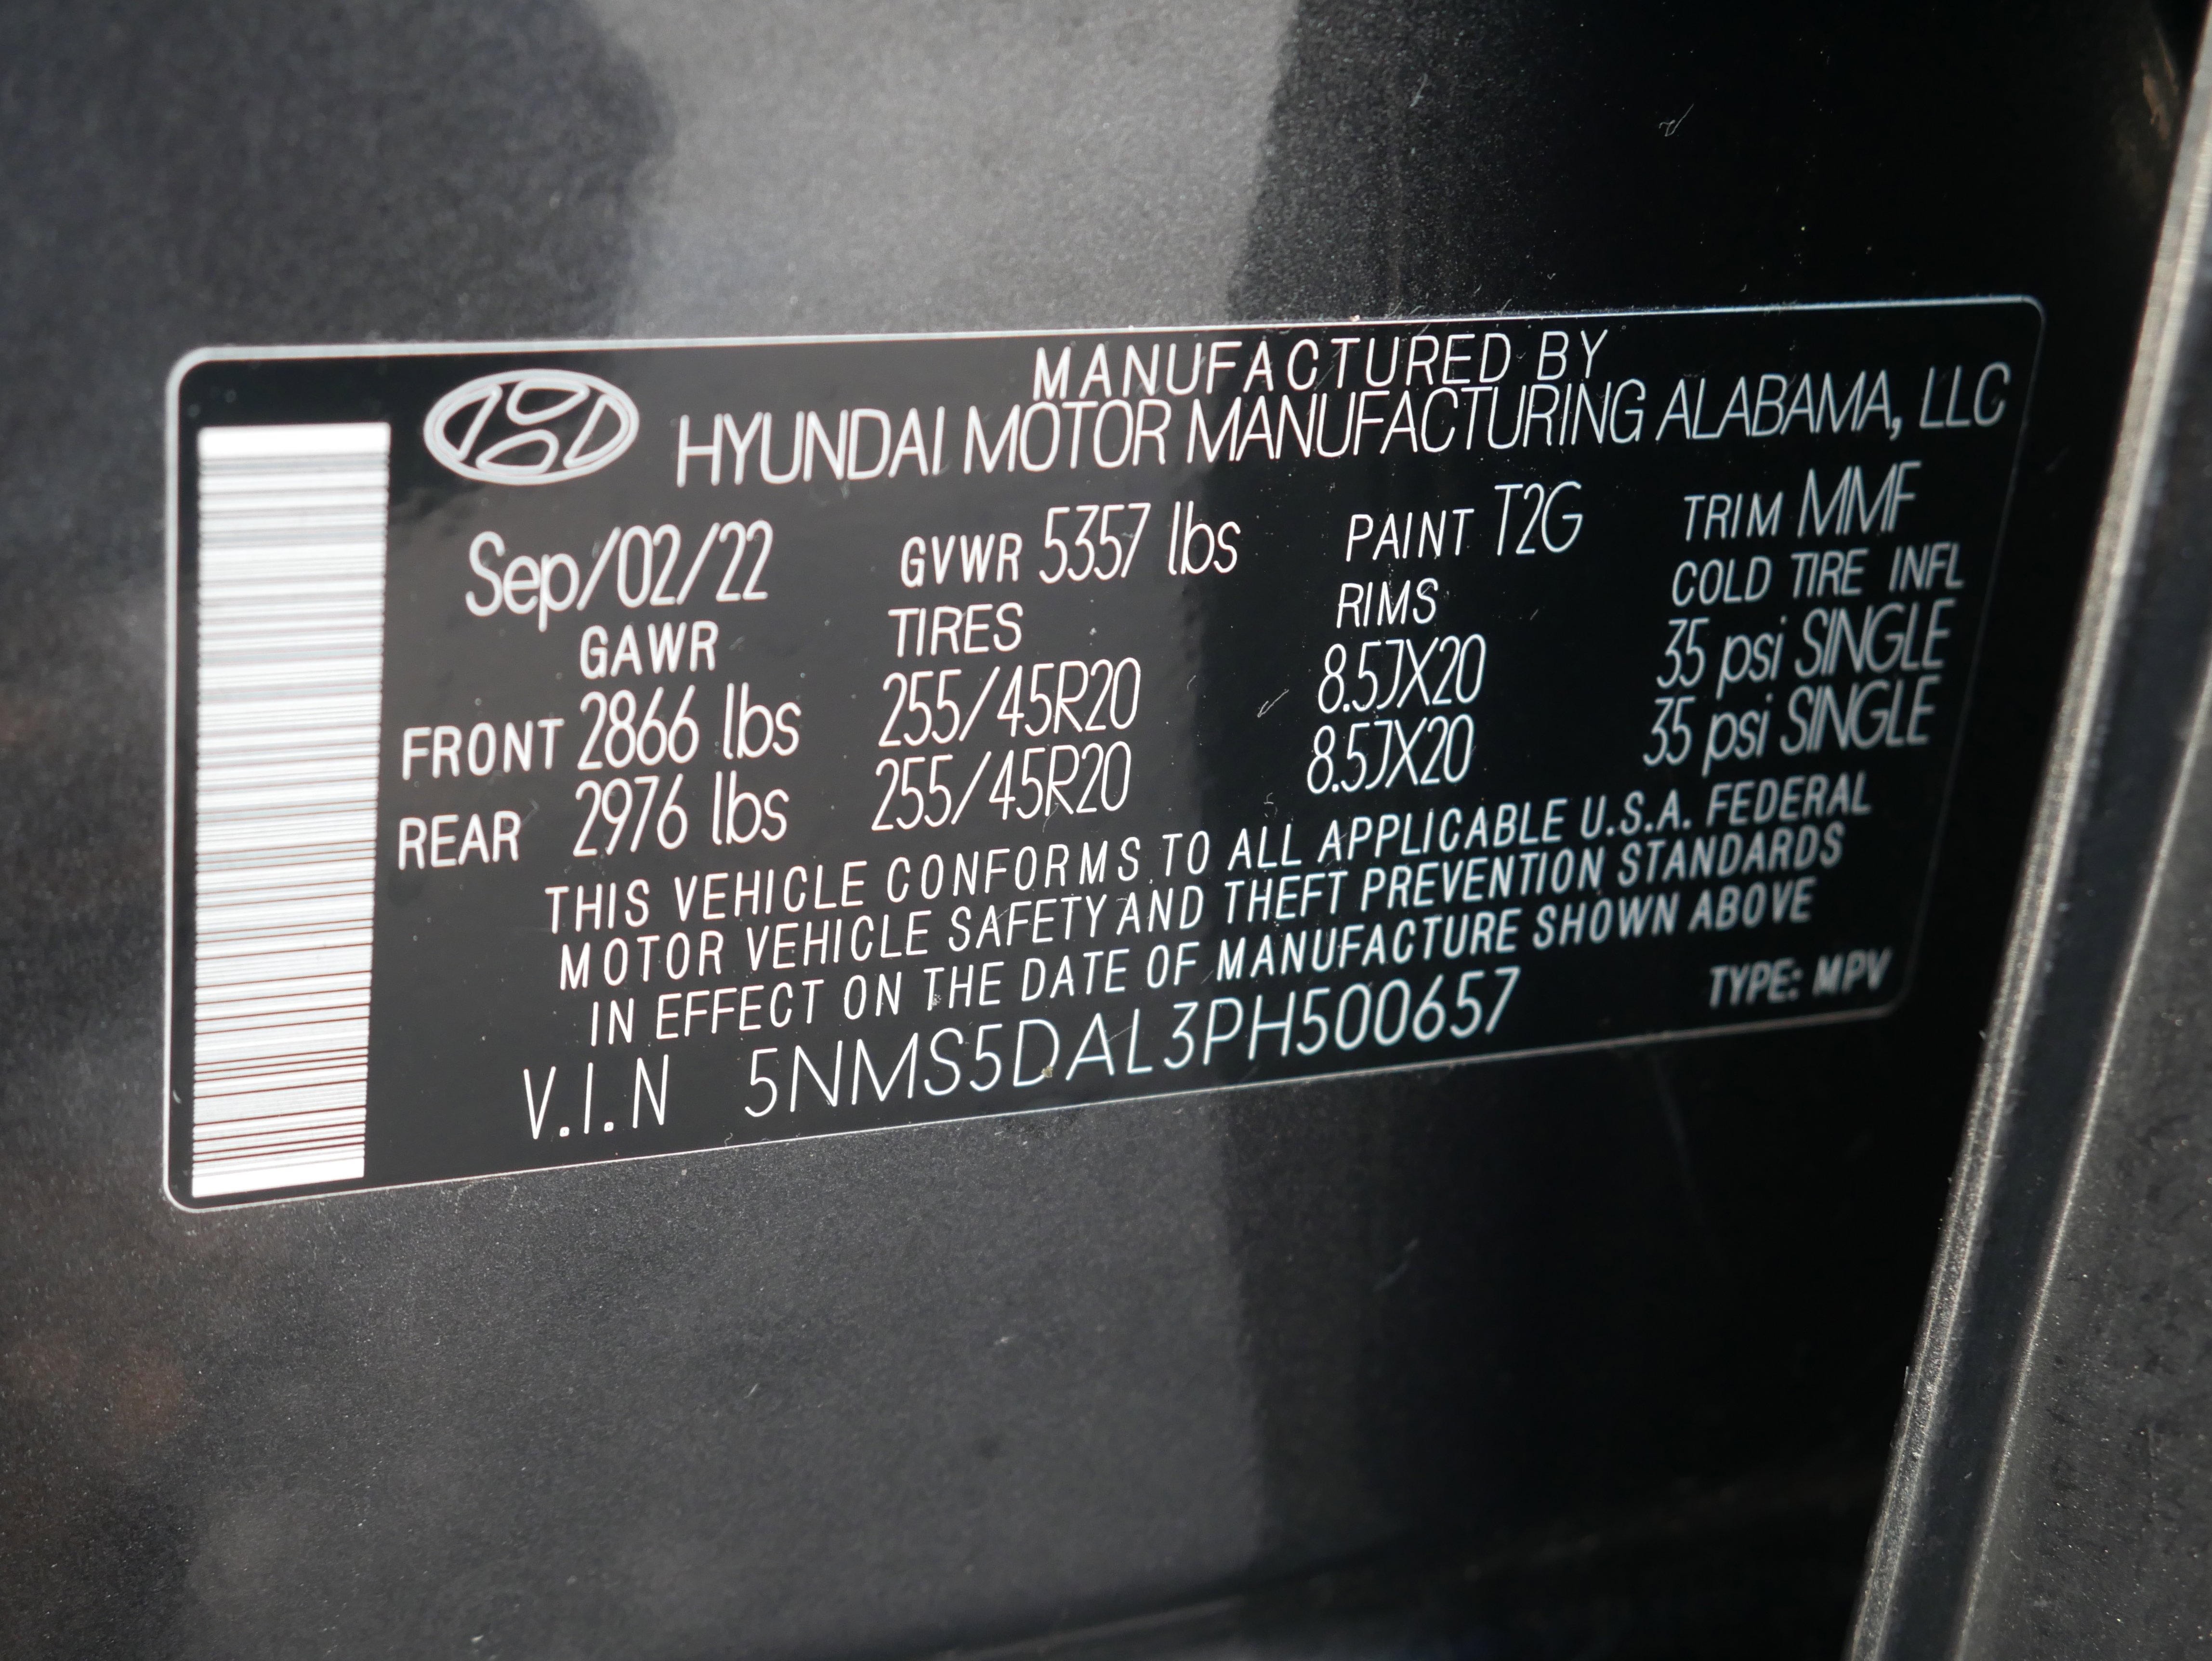 MANUFACTURED BY
HYUNDAI MOTOR MANUFACTURING ALABAMA, LLC
Sep/02/22 GVWR 5357 lbs PAINT T2G TRIM MMF
GAWR TIRES RIMS COLD TIRE INFL
FRONT 2866 lbs 255/45R20 8.5JX20 35 psi SINGLE
REAR 2976 lbs 255/45R20 8.5JX20 35 psi SINGLE
THIS VEHICLE CONFORMS TO ALL APPLICABLE U.S.A. FEDERAL
MOTOR VEHICLE SAFETY AND THEFT PREVENTION STANDARDS
IN EFFECT ON THE DATE OF MANUFACTURE SHOWN ABOVE
V.I.N 5NMS5DAL3PH500657 TYPE: MPV